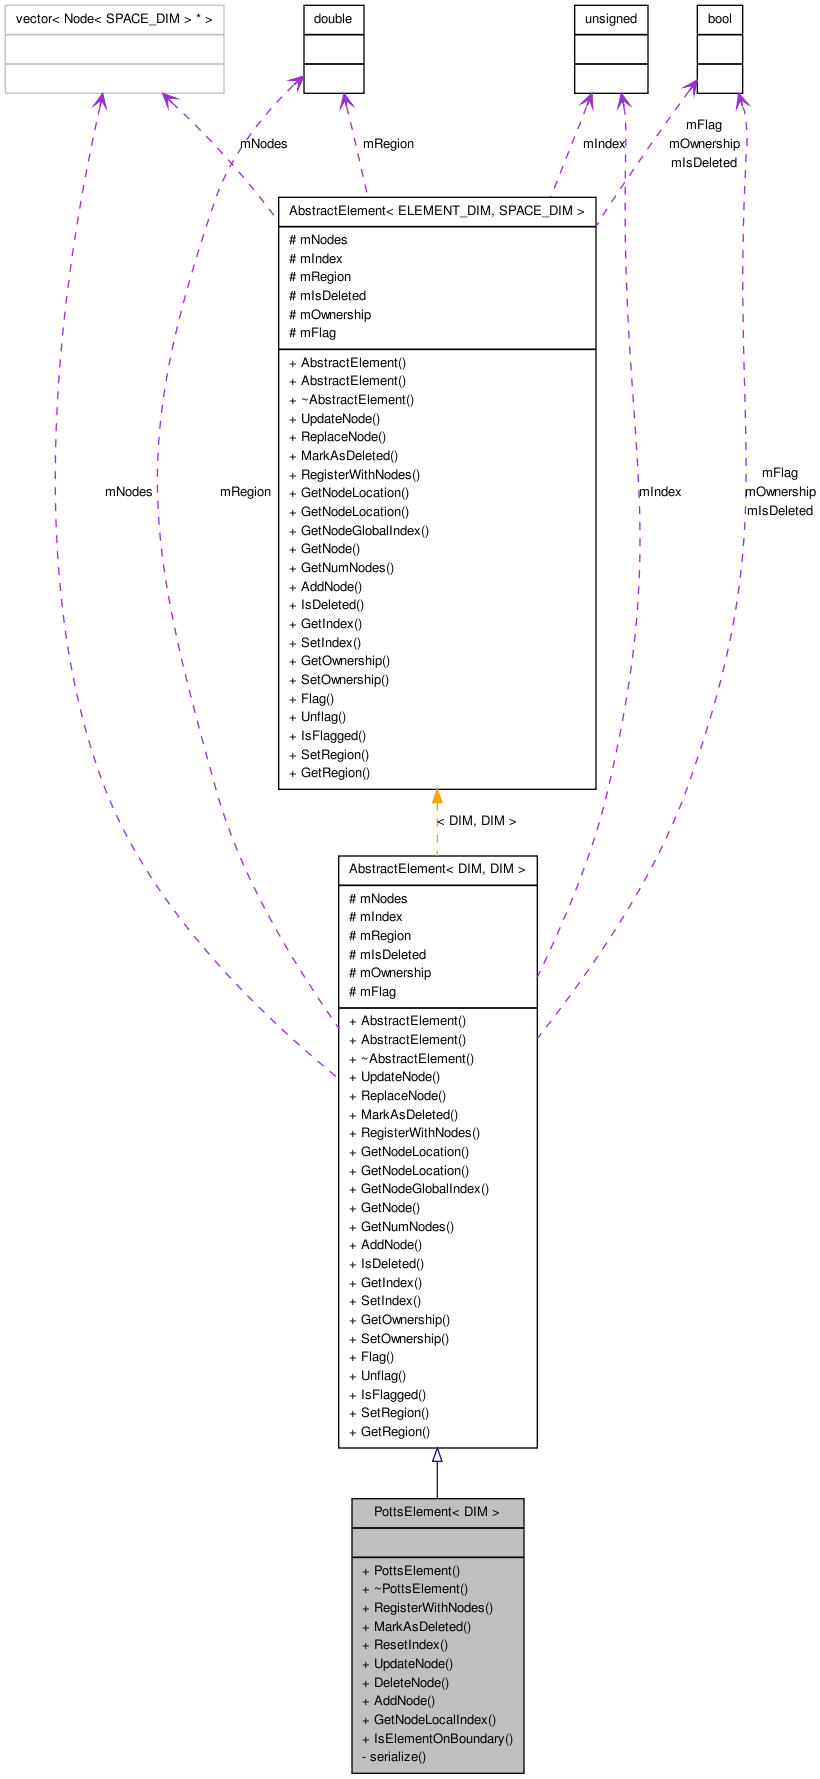 vector< Node< SPACE_DIM > * >
double
unsigned
bool
mNodes
mRegion
mIndex
mFlag
mOwnership
mIsDeleted
AbstractElement< ELEMENT_DIM, SPACE_DIM >
# mNodes
# mIndex
# mRegion
# mIsDeleted
# mOwnership
# mFlag
+ AbstractElement()
+ AbstractElement()
+ ~AbstractElement()
+ UpdateNode()
+ ReplaceNode()
+ MarkAsDeleted()
+ RegisterWithNodes()
+ GetNodeLocation()
+ GetNodeLocation()
+ GetNodeGlobalIndex()
+ GetNode()
+ GetNumNodes()
+ AddNode()
+ IsDeleted()
+ GetIndex()
+ SetIndex()
+ GetOwnership()
+ SetOwnership()
+ Flag()
+ Unflag()
+ IsFlagged()
+ SetRegion()
+ GetRegion()
mNodes
mRegion
mIndex
mFlag
mOwnership
mIsDeleted
< DIM, DIM >
AbstractElement< DIM, DIM >
# mNodes
# mIndex
# mRegion
# mIsDeleted
# mOwnership
# mFlag
+ AbstractElement()
+ AbstractElement()
+ ~AbstractElement()
+ UpdateNode()
+ ReplaceNode()
+ MarkAsDeleted()
+ RegisterWithNodes()
+ GetNodeLocation()
+ GetNodeLocation()
+ GetNodeGlobalIndex()
+ GetNode()
+ GetNumNodes()
+ AddNode()
+ IsDeleted()
+ GetIndex()
+ SetIndex()
+ GetOwnership()
+ SetOwnership()
+ Flag()
+ Unflag()
+ IsFlagged()
+ SetRegion()
+ GetRegion()
PottsElement< DIM >
+ PottsElement()
+ ~PottsElement()
+ RegisterWithNodes()
+ MarkAsDeleted()
+ ResetIndex()
+ UpdateNode()
+ DeleteNode()
+ AddNode()
+ GetNodeLocalIndex()
+ IsElementOnBoundary()
- serialize()